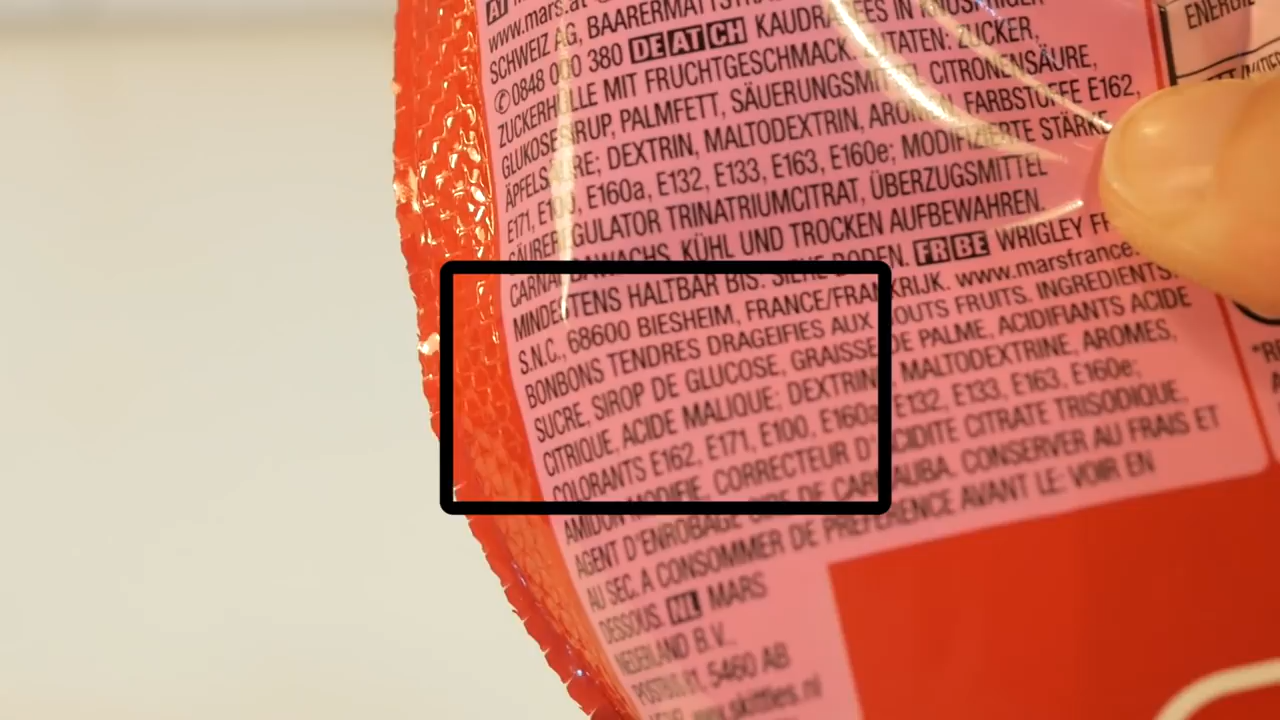 www.mars.at
SCHWEIZ AG, BAARERMATTSTRA
✆0848 000 380 DE AT CH KAUDRAGEES IN KNUSPRIGER
ZUCKERHÜLLE MIT FRUCHTGESCHMACK. ZUTATEN: ZUCKER,
GLUKOSESIRUP, PALMFETT, SÄUERUNGSMITTEL CITRONENSÄURE,
ÄPFELSÄURE; DEXTRIN, MALTODEXTRIN, AROMEN, FARBSTOFFE E162,
E171, E100, E160a, E132, E133, E163, E160e; MODIFIZIERTE STÄRKE
SÄUREREGULATOR TRINATRIUMCITRAT, ÜBERZUGSMITTEL
CARNAUBAWACHS. KÜHL UND TROCKEN AUFBEWAHREN.
MINDESTENS HALTBAR BIS: SIEHE BODEN. FR BE WRIGLEY FR
S.N.C., 68600 BIESHEIM, FRANCE/FRANKRIJK. www.marsfrance.
BONBONS TENDRES DRAGEIFIES AUX GOUTS FRUITS. INGREDIENTS:
SUCRE, SIROP DE GLUCOSE, GRAISSE DE PALME, ACIDIFIANTS ACIDE
CITRIQUE, ACIDE MALIQUE; DEXTRINE, MALTODEXTRINE, AROMES,
COLORANTS E162, E171, E100, E160a, E132, E133, E163, E160e;
AMIDON MODIFIE, CORRECTEUR D'ACIDITE CITRATE TRISODIQUE,
AGENT D'ENROBAGE CIRE DE CARNAUBA. CONSERVER AU FRAIS ET
AU SEC. A CONSOMMER DE PREFERENCE AVANT LE: VOIR EN
DESSOUS. NL MARS
NEDERLAND B.V.,
POSTBUS 31, 5460 AB
www.skittles.nl
ENERGIE